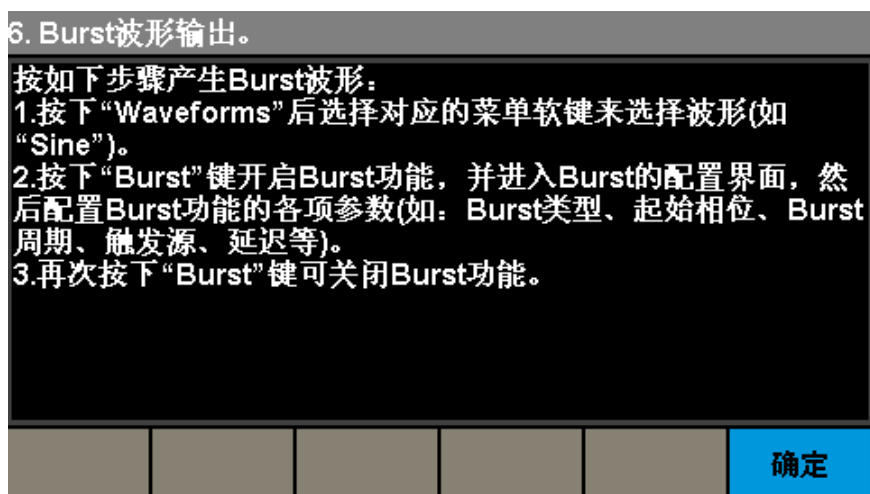 6. Burst波形输出。
按如下步骤产生Burst波形：
1.按下“Waveforms”后选择对应的菜单软键来选择波形(如
“Sine”)。
2.按下“Burst”键开启Burst功能，并进入Burst的配置界面，然
后配置Burst功能的各项参数(如：Burst类型、起始相位、Burst
周期、触发源、延迟等)。
3.再次按下“Burst”键可关闭Burst功能。
确定